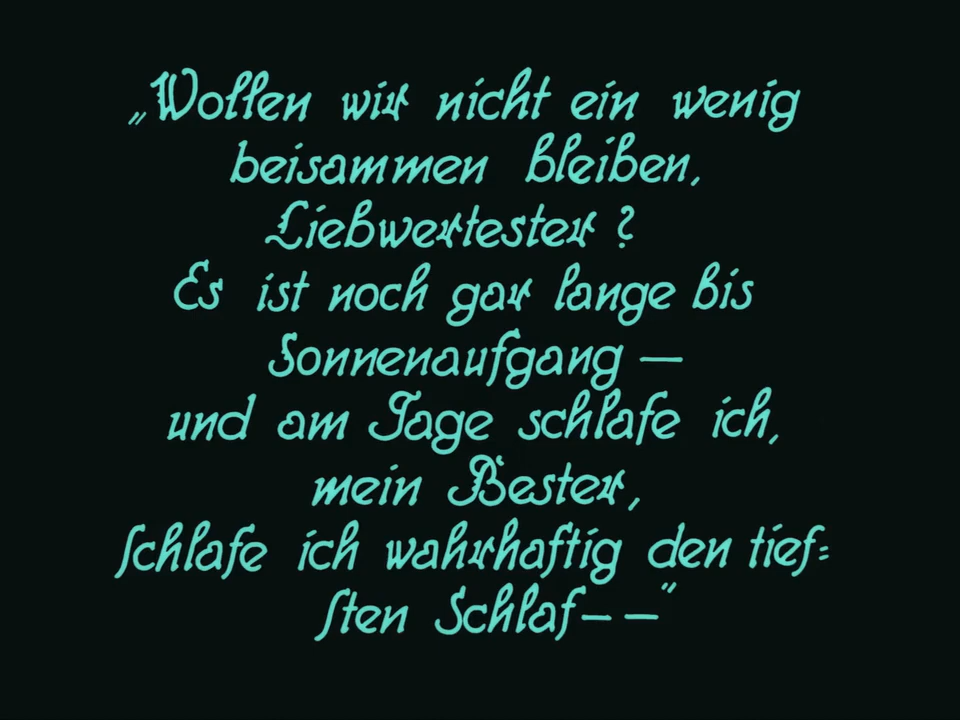 „Wollen wir nicht ein wenig
beisammen bleiben,
Liebwertester?
Es ist noch gar lange bis
Sonnenaufgang —
und am Tage schlafe ich,
mein Bester,
ſchlafe ich wahrhaftig den tief=
ſten Schlaf — —"